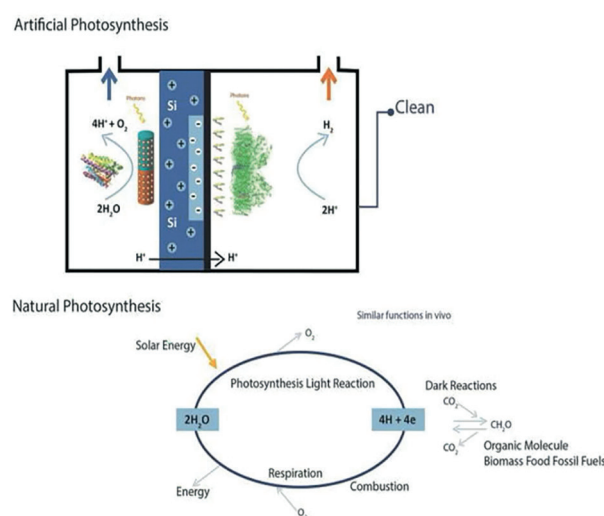 Artificial Photosynthesis
Photons
Si
Photons
Clean
4H⁺ + O₂
H₂
2H₂O
Si
2H⁺
H⁺
H⁺
Natural Photosynthesis
Similar functions in vivo
Solar Energy
O₂
Photosynthesis Light Reaction
Dark Reactions
CO₂
2H₂O
4H + 4e
CH₂O
CO₂
Organic Molecule
Biomass Food Fossil Fuels
Respiration
Energy
Combustion
O₂